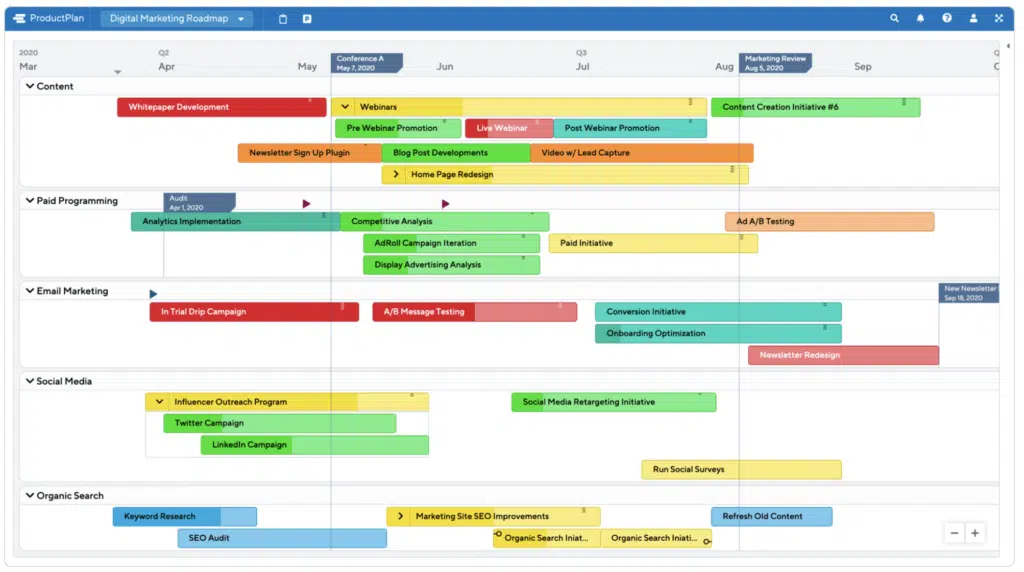 ProductPlan
Digital Marketing Roadmap
2020
Q2
Q3
Mar
Apr
May
Conference A
May 7, 2020
Jun
Jul
Aug
Marketing Review
Aug 5, 2020
Sep
Content
Whitepaper Development
Webinars
Content Creation Initiative #6
Pre Webinar Promotion
Live Webinar
Post Webinar Promotion
Newsletter Sign Up Plugin
Blog Post Developments
Video w/ Lead Capture
Home Page Redesign
Paid Programming
Audit
Apr 1, 2020
Analytics Implementation
Competitive Analysis
Ad A/B Testing
AdRoll Campaign Iteration
Paid Initiative
Display Advertising Analysis
Email Marketing
New Newsletter
Sep 18, 2020
In Trial Drip Campaign
A/B Message Testing
Conversion Initiative
Onboarding Optimization
Newsletter Redesign
Social Media
Influencer Outreach Program
Social Media Retargeting Initiative
Twitter Campaign
LinkedIn Campaign
Run Social Surveys
Organic Search
Keyword Research
Marketing Site SEO Improvements
Refresh Old Content
SEO Audit
Organic Search Iniat...
Organic Search Iniati...